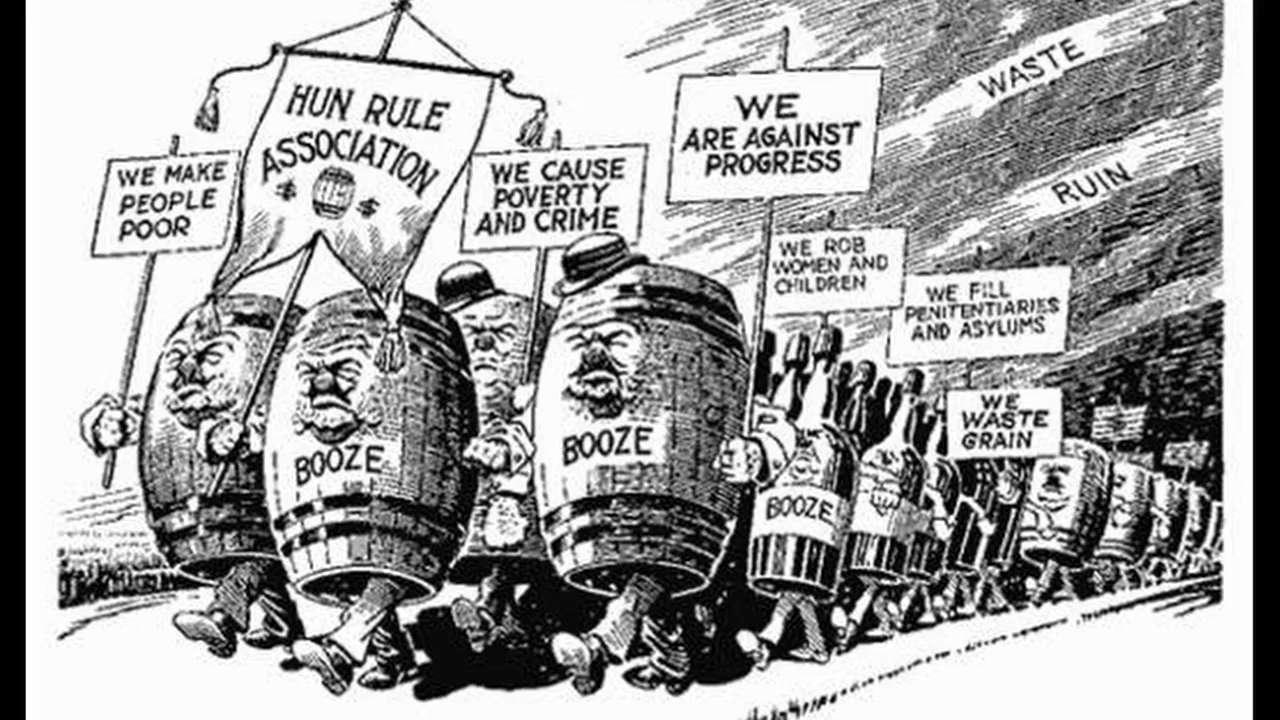 HUN RULE
ASSOCIATION
$ $
WE MAKE
PEOPLE
POOR
WE CAUSE
POVERTY
AND CRIME
WE
ARE AGAINST
PROGRESS
WE ROB
WOMEN AND
CHILDREN
WE FILL
PENITENTIARIES
AND ASYLUMS
WE
WASTE
GRAIN
WASTE
RUIN
BOOZE
BOOZE
BOOZE